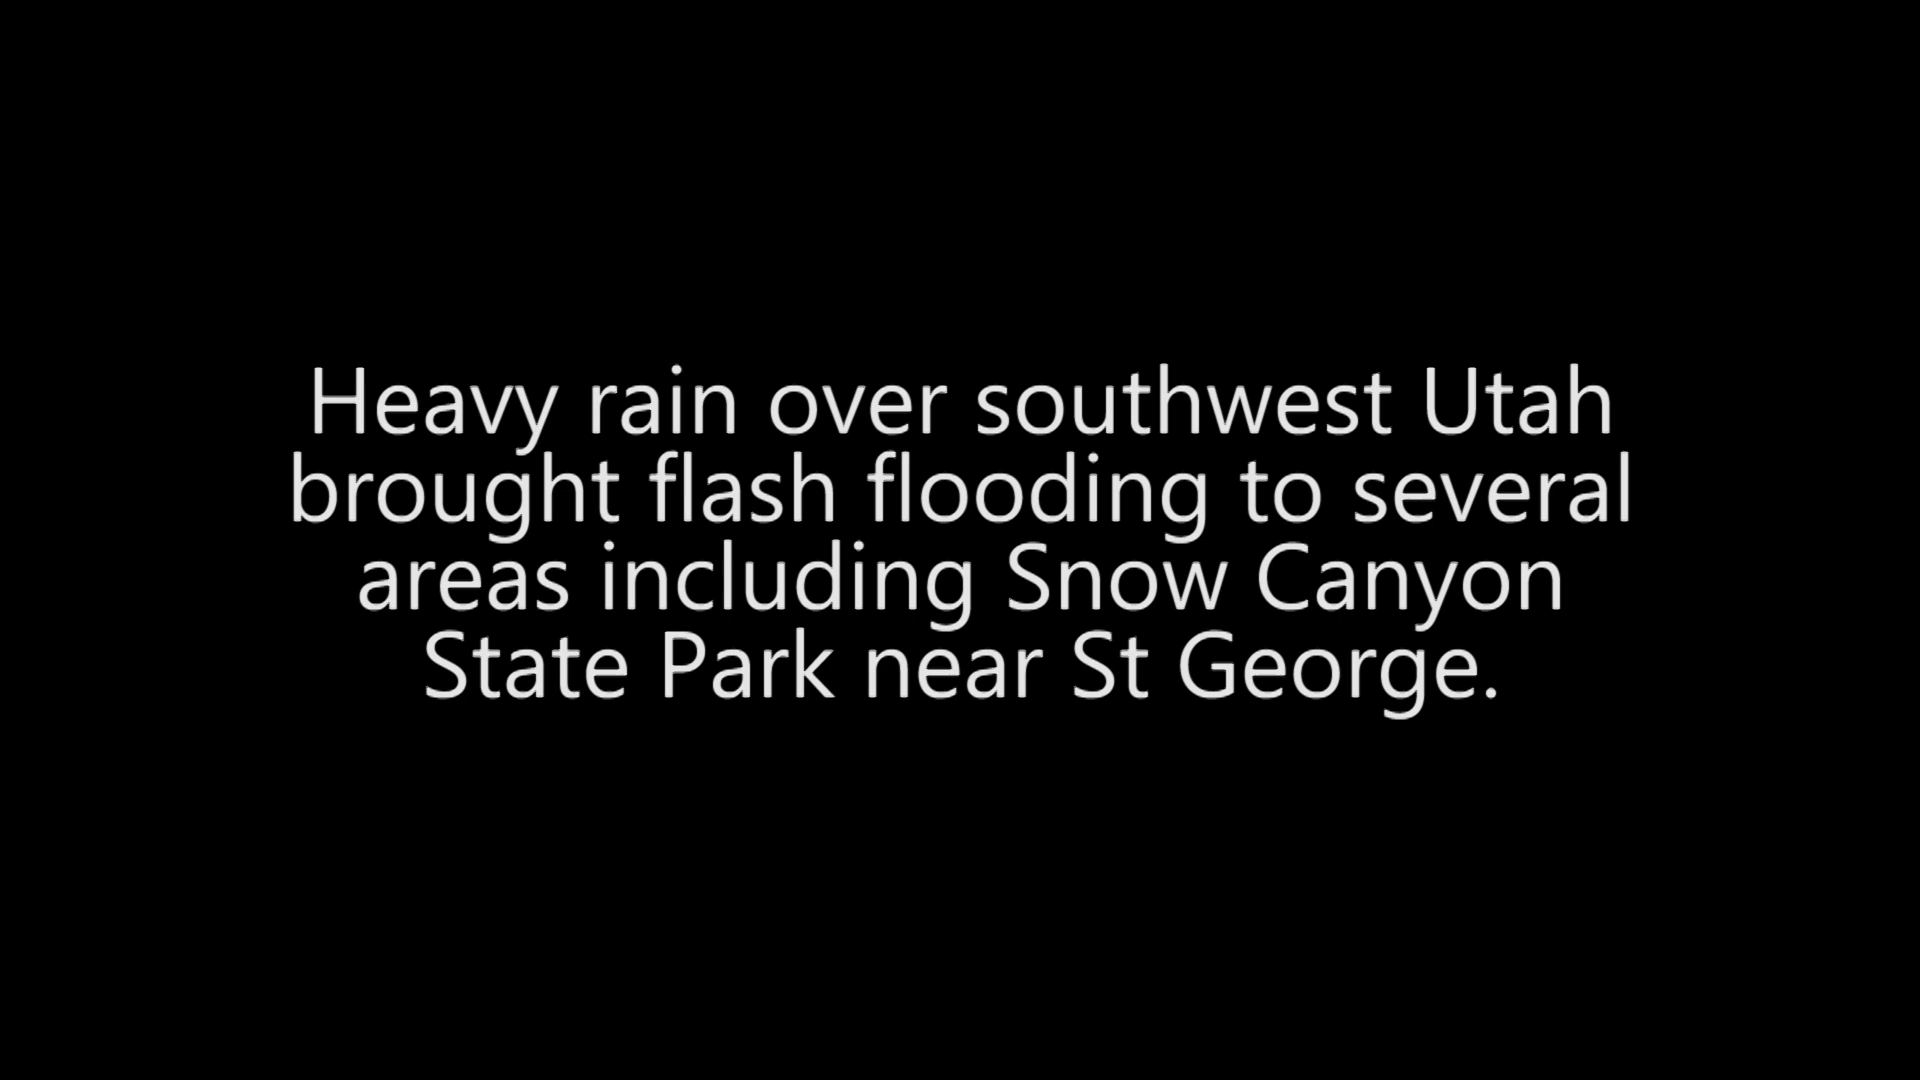 Heavy rain over southwest Utah
brought flash flooding to several
areas including Snow Canyon
State Park near St George.